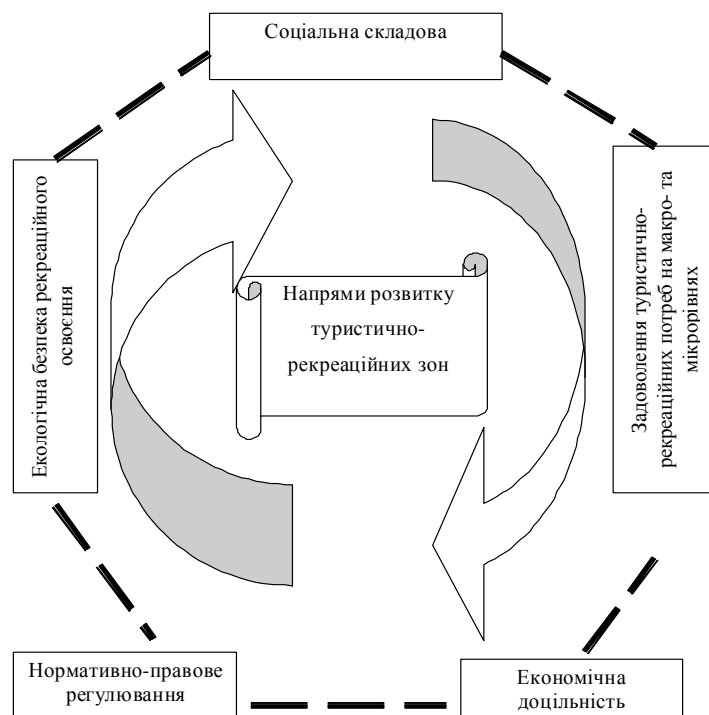 Соціальна складова
Екологічна безпека рекреаційного
освоєння
Напрями розвитку
туристично-
рекреаційних зон
Задоволення туристично-
рекреаційних потреб на макро- та
мікрорівнях
Нормативно-правове
регулювання
Економічна
доцільність